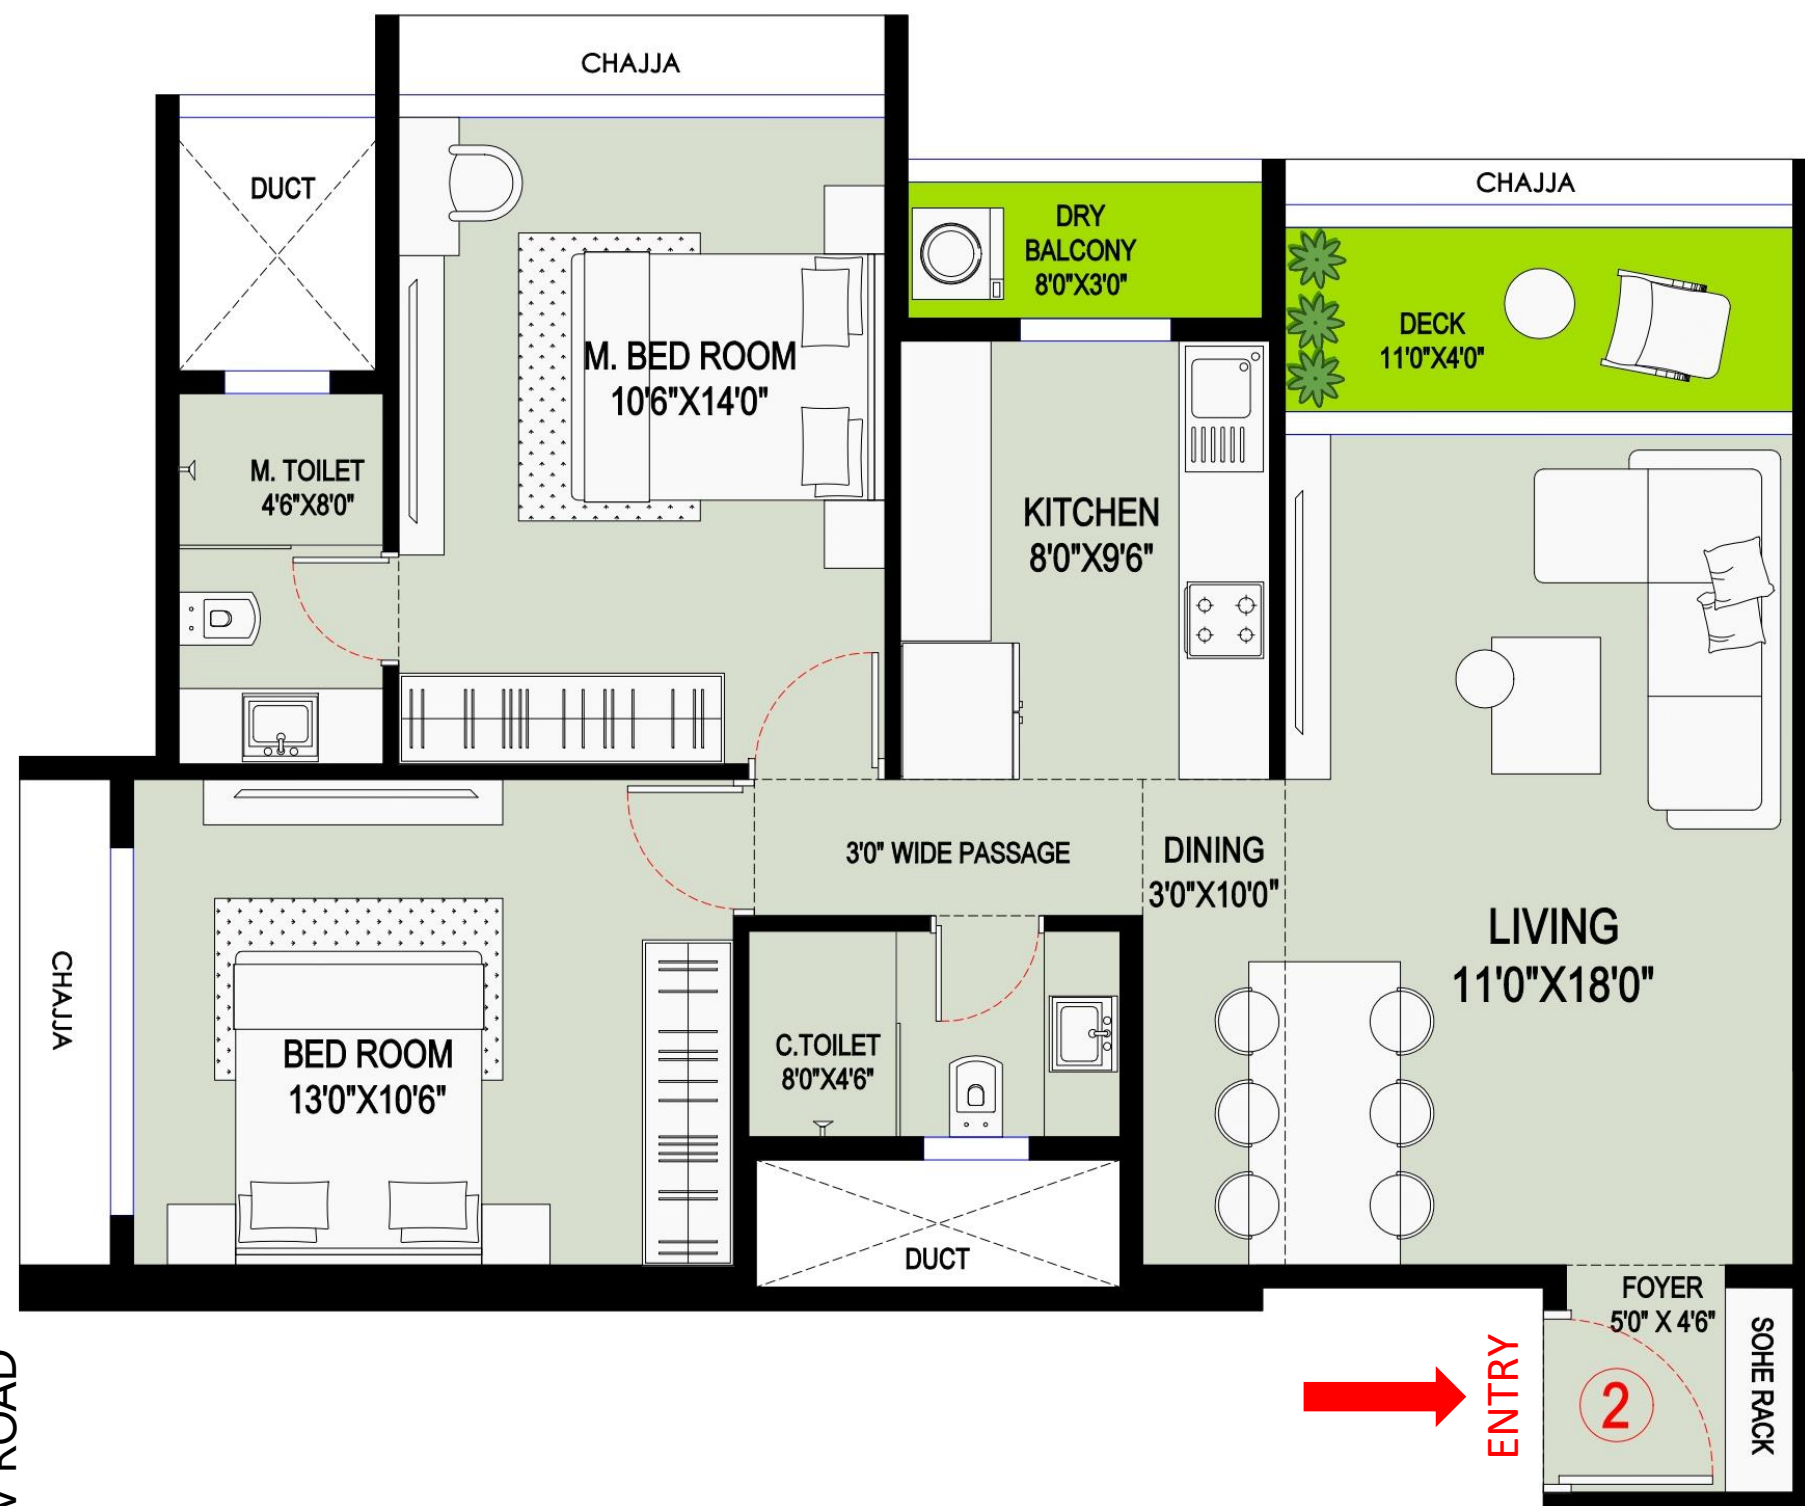 CHAJJA
DUCT
CHAJJA
DRY
BALCONY
8'0"X3'0"
DECK
11'0"X4'0"
M. BED ROOM
10'6"X14'0"
M. TOILET
4'6"X8'0"
KITCHEN
8'0"X9'6"
3'0" WIDE PASSAGE
DINING
3'0"X10'0"
LIVING
11'0"X18'0"
CHAJJA
BED ROOM
13'0"X10'6"
C.TOILET
8'0"X4'6"
DUCT
FOYER
5'0" X 4'6"
SOHE RACK
ENTRY
2
ROAD